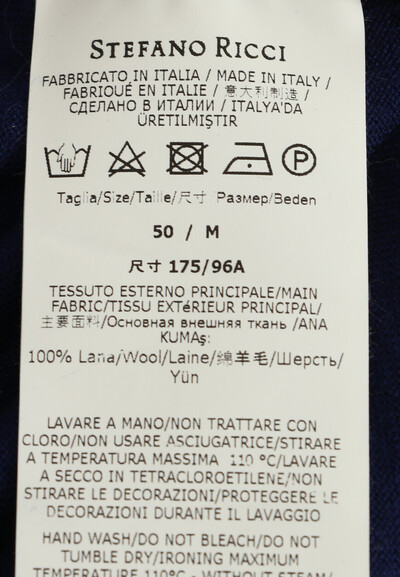 STEFANO RICCI
FABBRICATO IN ITALIA / MADE IN ITALY /
FABRIQUÉ EN ITALIE / 意大利制造 /
СДЕЛАНО В ИТАЛИИ / ITALYA'DA
ÜRETILMIŞTIR
P
Taglia/Size/Taille/尺寸 Размер/Beden
50 / M
尺寸 175/96A
TESSUTO ESTERNO PRINCIPALE/MAIN
FABRIC/TISSU EXTéRIEUR PRINCIPAL/
主要面料/Основная внешняя ткань /ANA
KUMAş:
100% Lana/Wool/Laine/绵羊毛/Шерсть/
Yün
LAVARE A MANO/NON TRATTARE CON
CLORO/NON USARE ASCIUGATRICE/STIRARE
A TEMPERATURA MASSIMA 110 °C/LAVARE
A SECCO IN TETRACLOROETILENE/NON
STIRARE LE DECORAZIONI/PROTEGGERE LE
DECORAZIONI DURANTE IL LAVAGGIO
HAND WASH/DO NOT BLEACH/DO NOT
TUMBLE DRY/IRONING MAXIMUM
TEMPERATURE 110°C - WITHOUT STEAM/